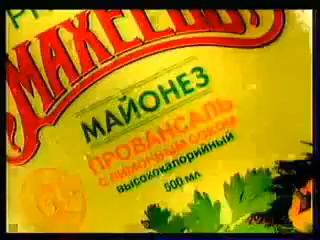 МАХЕЕВЪ
МАЙОНЕЗ
ПРОВАНСАЛЬ
С ЛИМОННЫМ СОКОМ
ВЫСОКОКАЛОРИЙНЫЙ
500 МЛ